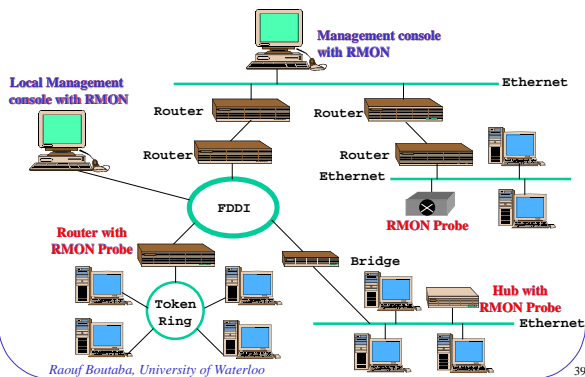 Management console
with RMON
Local Management
console with RMON
Ethernet
Router
Router
Router
Router
Ethernet
FDDI
RMON Probe
Router with
RMON Probe
Bridge
Token
Ring
Hub with
RMON Probe
Ethernet
Raouf Boutaba, University of Waterloo
39